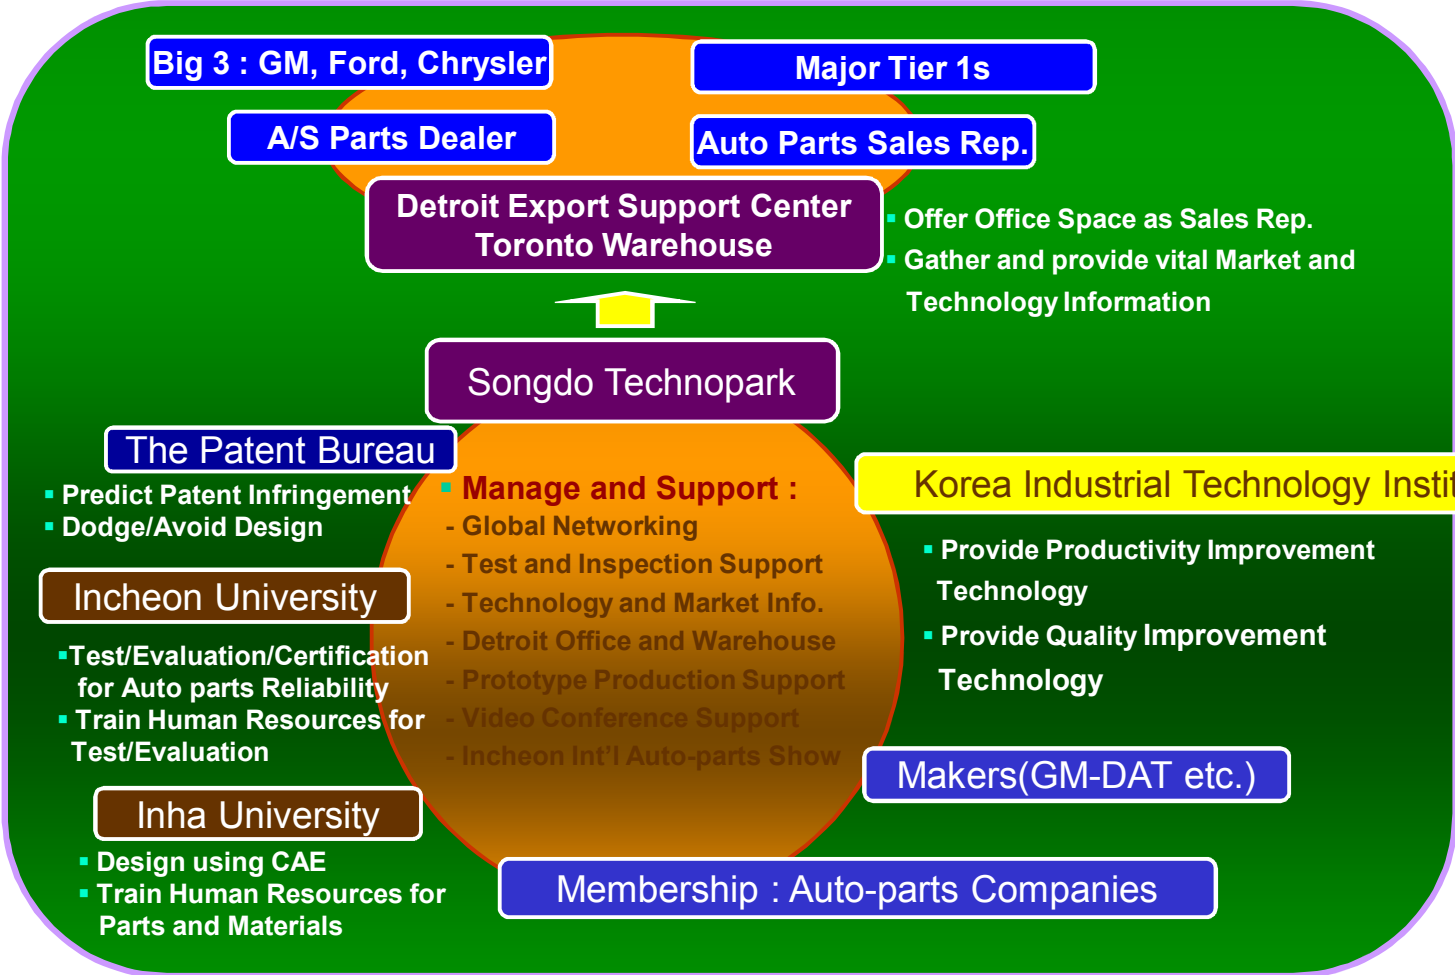 Big 3 : GM, Ford, Chrysler
Major Tier 1s
A/S Parts Dealer
Auto Parts Sales Rep.
Detroit Export Support Center
Toronto Warehouse
▪ Offer Office Space as Sales Rep.
▪ Gather and provide vital Market and
Technology Information
Songdo Technopark
The Patent Bureau
▪ Predict Patent Infringement
▪ Dodge/Avoid Design
▪ Manage and Support :
- Global Networking
- Test and Inspection Support
- Technology and Market Info.
- Detroit Office and Warehouse
- Prototype Production Support
- Video Conference Support
- Incheon Int’l Auto-parts Show
Korea Industrial Technology Instit
▪ Provide Productivity Improvement
Technology
▪ Provide Quality Improvement
Technology
Incheon University
▪Test/Evaluation/Certification
for Auto parts Reliability
▪ Train Human Resources for
Test/Evaluation
Makers(GM-DAT etc.)
Inha University
▪ Design using CAE
▪ Train Human Resources for
Parts and Materials
Membership : Auto-parts Companies